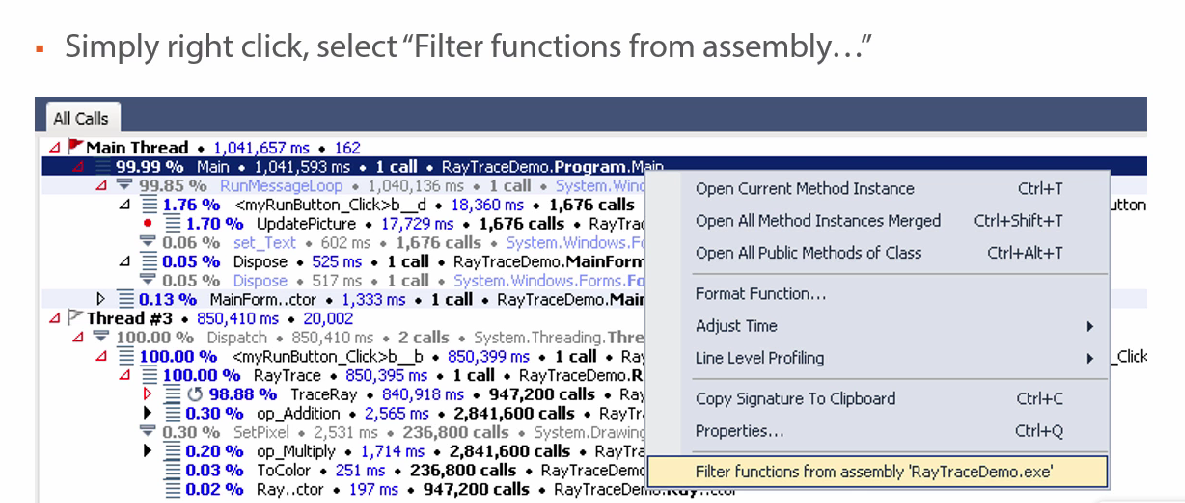 ▪ Simply right click, select “Filter functions from assembly…”
All Calls
Main Thread • 1,041,657 ms • 162
99.99 % Main • 1,041,593 ms • 1 call • RayTraceDemo.Program.Main
99.85 % RunMessageLoop • 1,040,136 ms • 1 call • System.Wind
1.76 % <myRunButton_Click>b__d • 18,360 ms • 1,676 calls
utton
1.70 % UpdatePicture • 17,729 ms • 1,676 calls • RayTrac
0.06 % set_Text • 602 ms • 1,676 calls • System.Windows.Fo
0.05 % Dispose • 525 ms • 1 call • RayTraceDemo.MainForm
0.05 % Dispose • 517 ms • 1 call • System.Windows.Forms.Fo
0.13 % MainForm..ctor • 1,333 ms • 1 call • RayTraceDemo.Main
Thread #3 • 850,410 ms • 20,002
100.00 % Dispatch • 850,410 ms • 2 calls • System.Threading.Thre
100.00 % <myRunButton_Click>b__b • 850,399 ms • 1 call • Ray
_Click
100.00 % RayTrace • 850,395 ms • 1 call • RayTraceDemo.R
98.88 % TraceRay • 840,918 ms • 947,200 calls • Ray
0.30 % op_Addition • 2,565 ms • 2,841,600 calls • RayTr
0.30 % SetPixel • 2,531 ms • 236,800 calls • System.Drawing
0.20 % op_Multiply • 1,714 ms • 2,841,600 calls • RayTr
0.03 % ToColor • 251 ms • 236,800 calls • RayTraceDemo
0.02 % Ray..ctor • 197 ms • 947,200 calls • RayTraceDemo.Ray..ctor
Open Current Method Instance Ctrl+T
Open All Method Instances Merged Ctrl+Shift+T
Open All Public Methods of Class Ctrl+Alt+T
Format Function...
Adjust Time
Line Level Profiling
Copy Signature To Clipboard Ctrl+C
Properties... Ctrl+Q
Filter functions from assembly 'RayTraceDemo.exe'